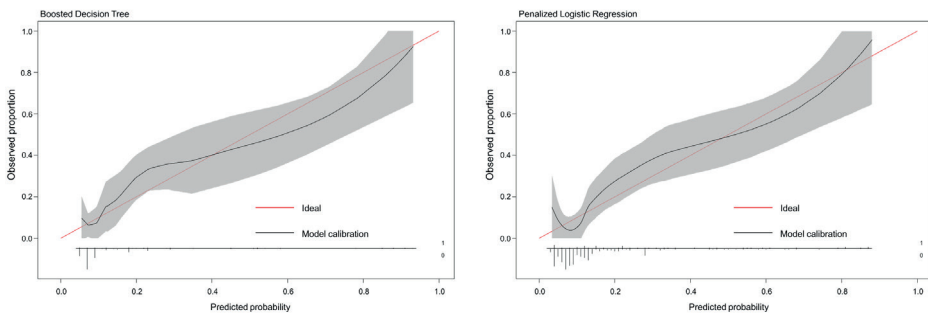 Boosted Decision Tree
Observed proportion
1.0
0.8
0.6
0.4
0.2
0.0
Ideal
Model calibration
1
0
0.0 0.2 0.4 0.6 0.8 1.0
Predicted probability
Penalized Logistic Regression
Observed proportion
1.0
0.8
0.6
0.4
0.2
0.0
Ideal
Model calibration
1
0
0.0 0.2 0.4 0.6 0.8 1.0
Predicted probability